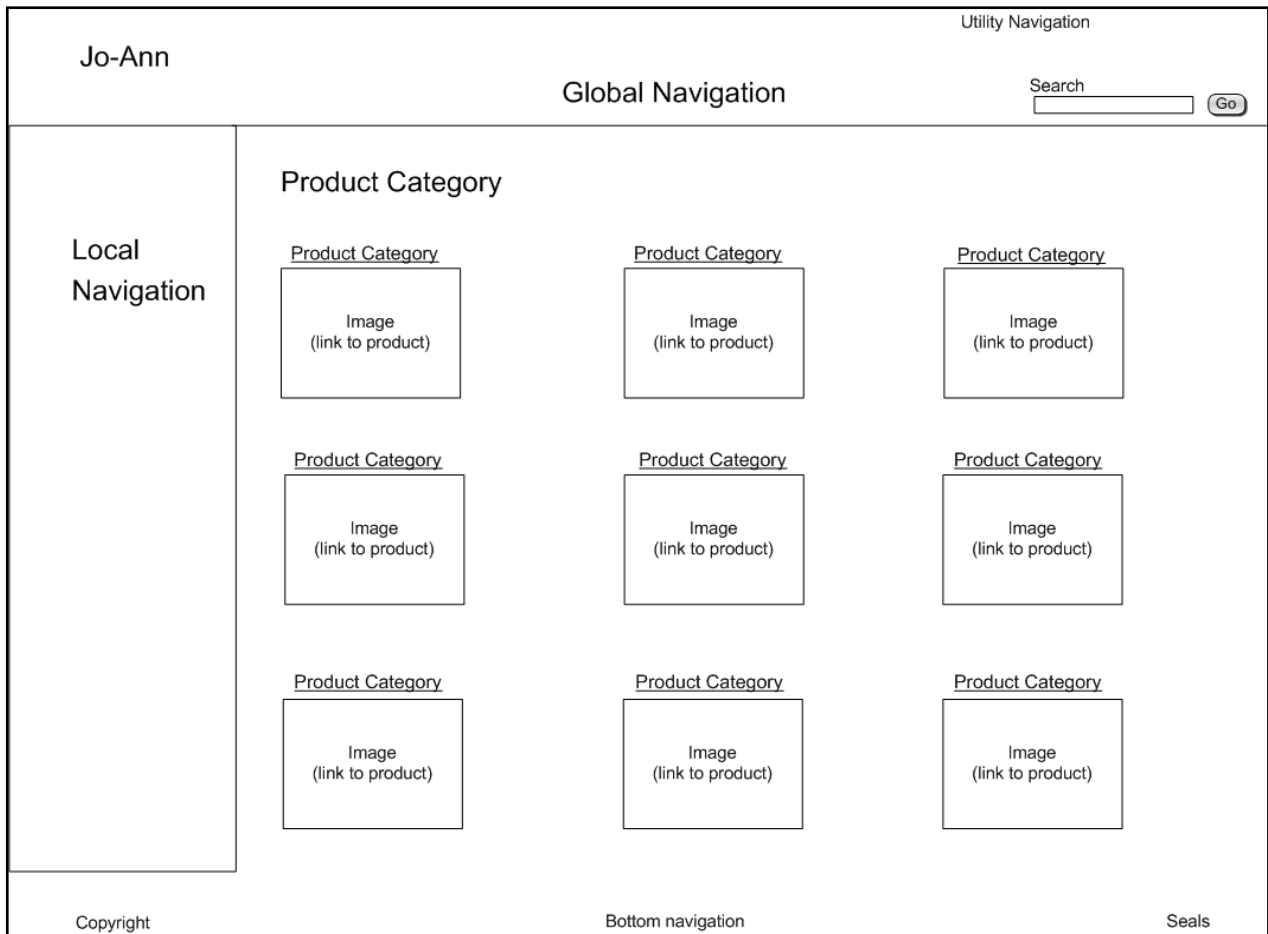 Utility Navigation
Jo-Ann
Global Navigation
Search
Go
Product Category
Local
Navigation
Product Category
Product Category
Product Category
Image
(link to product)
Image
(link to product)
Image
(link to product)
Product Category
Product Category
Product Category
Image
(link to product)
Image
(link to product)
Image
(link to product)
Product Category
Product Category
Product Category
Image
(link to product)
Image
(link to product)
Image
(link to product)
Copyright
Bottom navigation
Seals